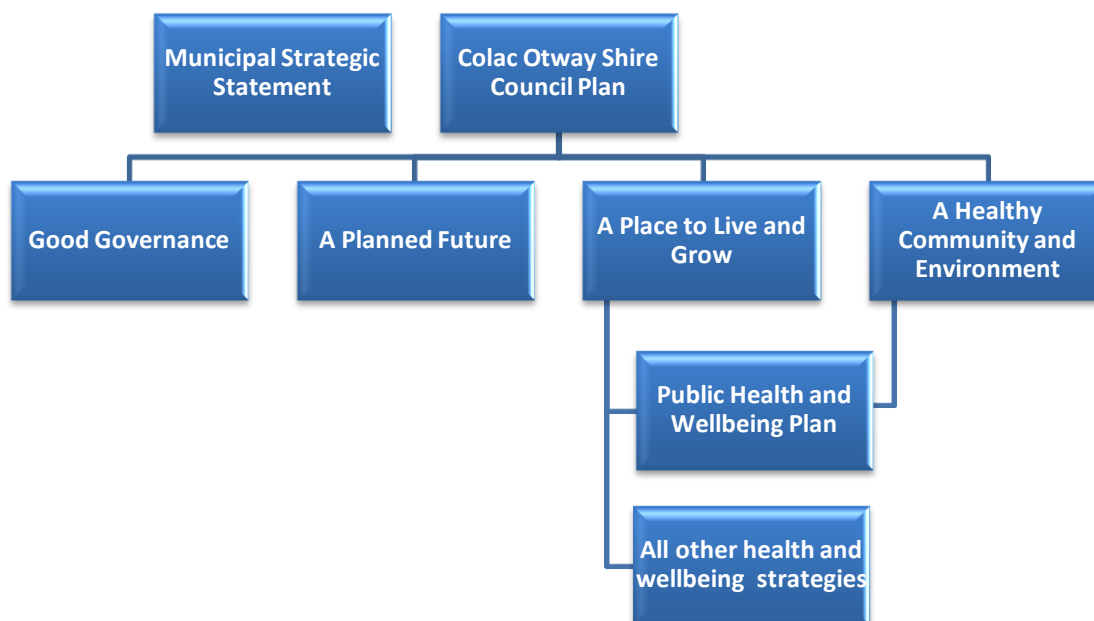 Municipal Strategic
Statement
Colac Otway Shire
Council Plan
Good Governance
A Planned Future
A Place to Live and
Grow
A Healthy
Community and
Environment
Public Health and
Wellbeing Plan
All other health and
wellbeing strategies